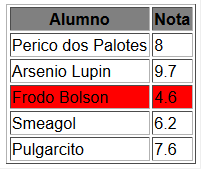 Alumno Nota
Perico dos Palotes 8
Arsenio Lupin 9.7
Frodo Bolson 4.6
Smeagol 6.2
Pulgarcito 7.6